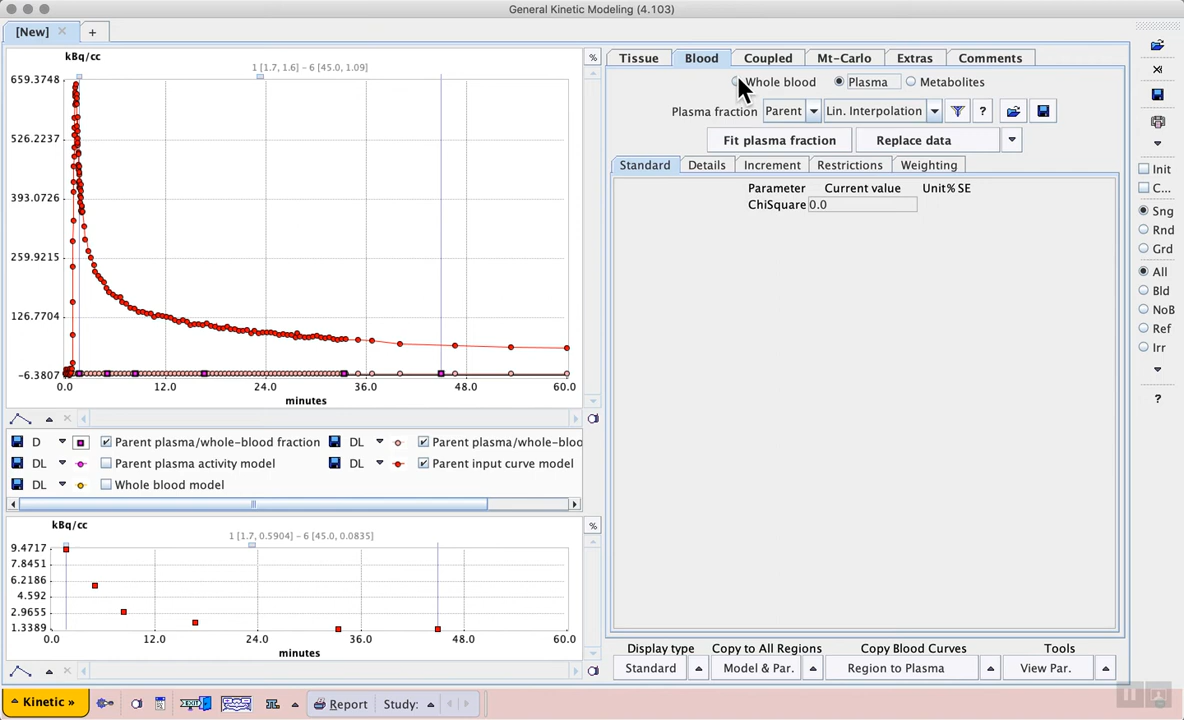 General Kinetic Modeling (4.103)
[New]
+
kBq/cc
%
1 [1.7, 1.6] - 6 [45.0, 1.09]
659.3748
526.2237
393.0726
259.9215
126.7704
-6.3807
0.0 12.0 24.0 36.0 48.0 60.0
minutes
D Parent plasma/whole-blood fraction DL Parent plasma/whole-bloo
DL Parent plasma activity model DL Parent input curve model
DL Whole blood model
kBq/cc
%
1 [1.7, 0.5904] - 6 [45.0, 0.0835]
9.4717
7.8451
6.2186
4.592
2.9655
1.3389
0.0 12.0 24.0 36.0 48.0 60.0
minutes
Tissue Blood Coupled Mt-Carlo Extras Comments
Whole blood Plasma Metabolites
Plasma fraction Parent Lin. Interpolation ?
Fit plasma fraction Replace data
Standard Details Increment Restrictions Weighting
Parameter Current value Unit% SE
ChiSquare 0.0
Display type Copy to All Regions Copy Blood Curves Tools
Standard Model & Par. Region to Plasma View Par.
Init
C...
Sng
Rnd
Grd
All
Bld
NoB
Ref
Irr
?
Kinetic » Report Study: